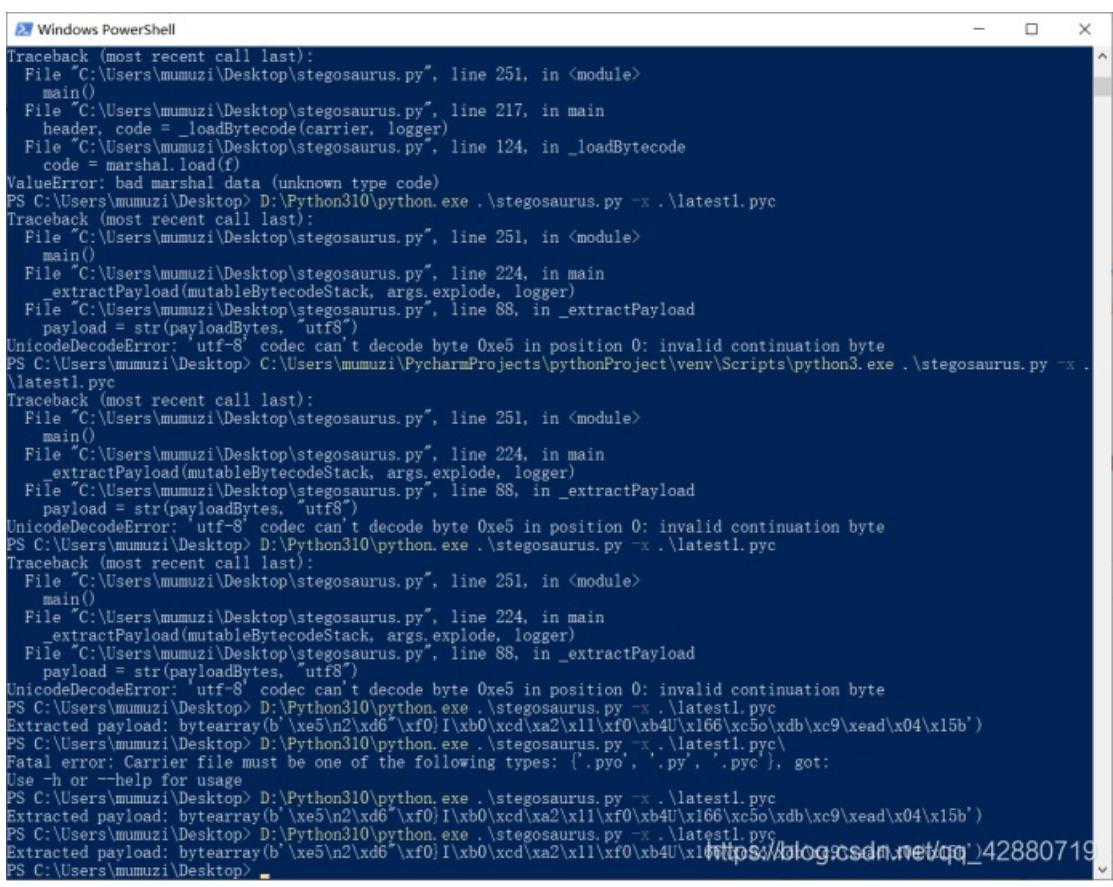 Windows PowerShell
Traceback (most recent call last):
  File "C:\Users\mumuzi\Desktop\stegosaurus.py", line 251, in <module>
    main()
  File "C:\Users\mumuzi\Desktop\stegosaurus.py", line 217, in main
    header, code = _loadBytecode(carrier, logger)
  File "C:\Users\mumuzi\Desktop\stegosaurus.py", line 124, in _loadBytecode
    code = marshal.load(f)
ValueError: bad marshal data (unknown type code)
PS C:\Users\mumuzi\Desktop> D:\Python310\python.exe .\stegosaurus.py -x .\latest1.pyc
Traceback (most recent call last):
  File "C:\Users\mumuzi\Desktop\stegosaurus.py", line 251, in <module>
    main()
  File "C:\Users\mumuzi\Desktop\stegosaurus.py", line 224, in main
    _extractPayload(mutableBytecodeStack, args.explode, logger)
  File "C:\Users\mumuzi\Desktop\stegosaurus.py", line 88, in _extractPayload
    payload = str(payloadBytes, "utf8")
UnicodeDecodeError: 'utf-8' codec can't decode byte 0xe5 in position 0: invalid continuation byte
PS C:\Users\mumuzi\Desktop> C:\Users\mumuzi\PycharmProjects\pythonProject\venv\Scripts\python3.exe .\stegosaurus.py -x .
\latest1.pyc
Traceback (most recent call last):
  File "C:\Users\mumuzi\Desktop\stegosaurus.py", line 251, in <module>
    main()
  File "C:\Users\mumuzi\Desktop\stegosaurus.py", line 224, in main
    _extractPayload(mutableBytecodeStack, args.explode, logger)
  File "C:\Users\mumuzi\Desktop\stegosaurus.py", line 88, in _extractPayload
    payload = str(payloadBytes, "utf8")
UnicodeDecodeError: 'utf-8' codec can't decode byte 0xe5 in position 0: invalid continuation byte
PS C:\Users\mumuzi\Desktop> D:\Python310\python.exe .\stegosaurus.py -x .\latest1.pyc
Traceback (most recent call last):
  File "C:\Users\mumuzi\Desktop\stegosaurus.py", line 251, in <module>
    main()
  File "C:\Users\mumuzi\Desktop\stegosaurus.py", line 224, in main
    _extractPayload(mutableBytecodeStack, args.explode, logger)
  File "C:\Users\mumuzi\Desktop\stegosaurus.py", line 88, in _extractPayload
    payload = str(payloadBytes, "utf8")
UnicodeDecodeError: 'utf-8' codec can't decode byte 0xe5 in position 0: invalid continuation byte
PS C:\Users\mumuzi\Desktop> D:\Python310\python.exe .\stegosaurus.py -x .\latest1.pyc
Extracted payload: bytearray(b'\xe5\n2\xd6"\xf0}I\xb0\xcd\xa2\x11\xf0\xb4U\x166\xc5o\xdb\xc9\xead\x04\x15b')
PS C:\Users\mumuzi\Desktop> D:\Python310\python.exe .\stegosaurus.py -x .\latest1.pyc\
Fatal error: Carrier file must be one of the following types: {'.pyo', '.py', '.pyc'}, got:
Use -h or --help for usage
PS C:\Users\mumuzi\Desktop> D:\Python310\python.exe .\stegosaurus.py -x .\latest1.pyc
Extracted payload: bytearray(b'\xe5\n2\xd6"\xf0}I\xb0\xcd\xa2\x11\xf0\xb4U\x166\xc5o\xdb\xc9\xead\x04\x15b')
PS C:\Users\mumuzi\Desktop> D:\Python310\python.exe .\stegosaurus.py -x .\latest1.pyc
Extracted payload: bytearray(b'\xe5\n2\xd6"\xf0}I\xb0\xcd\xa2\x11\xf0\xb4U\x1
https://blog.csdn.net/qq_42880719
PS C:\Users\mumuzi\Desktop>